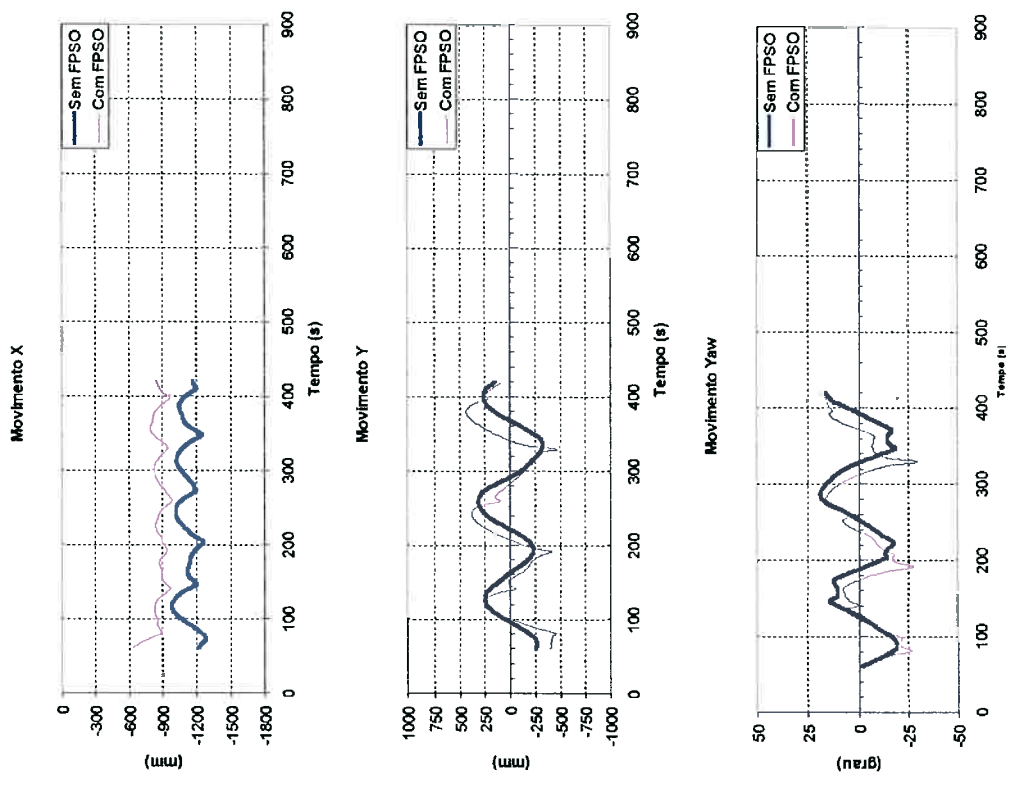 Movimento X
Sem FPSO
Com FPSO
0
-300
-600
-900
-1200
-1500
-1800
(mm)
0 100 200 300 400 500 600 700 800 900
Tempo (s)
Movimento Y
Sem FPSO
Com FPSO
1000
750
500
250
0
-250
-500
-750
-1000
(mm)
0 100 200 300 400 500 600 700 800 900
Tempo (s)
Movimento Yaw
Sem FPSO
Com FPSO
50
25
0
-25
-50
(grau)
0 100 200 300 400 500 600 700 800 900
Tempo (s)